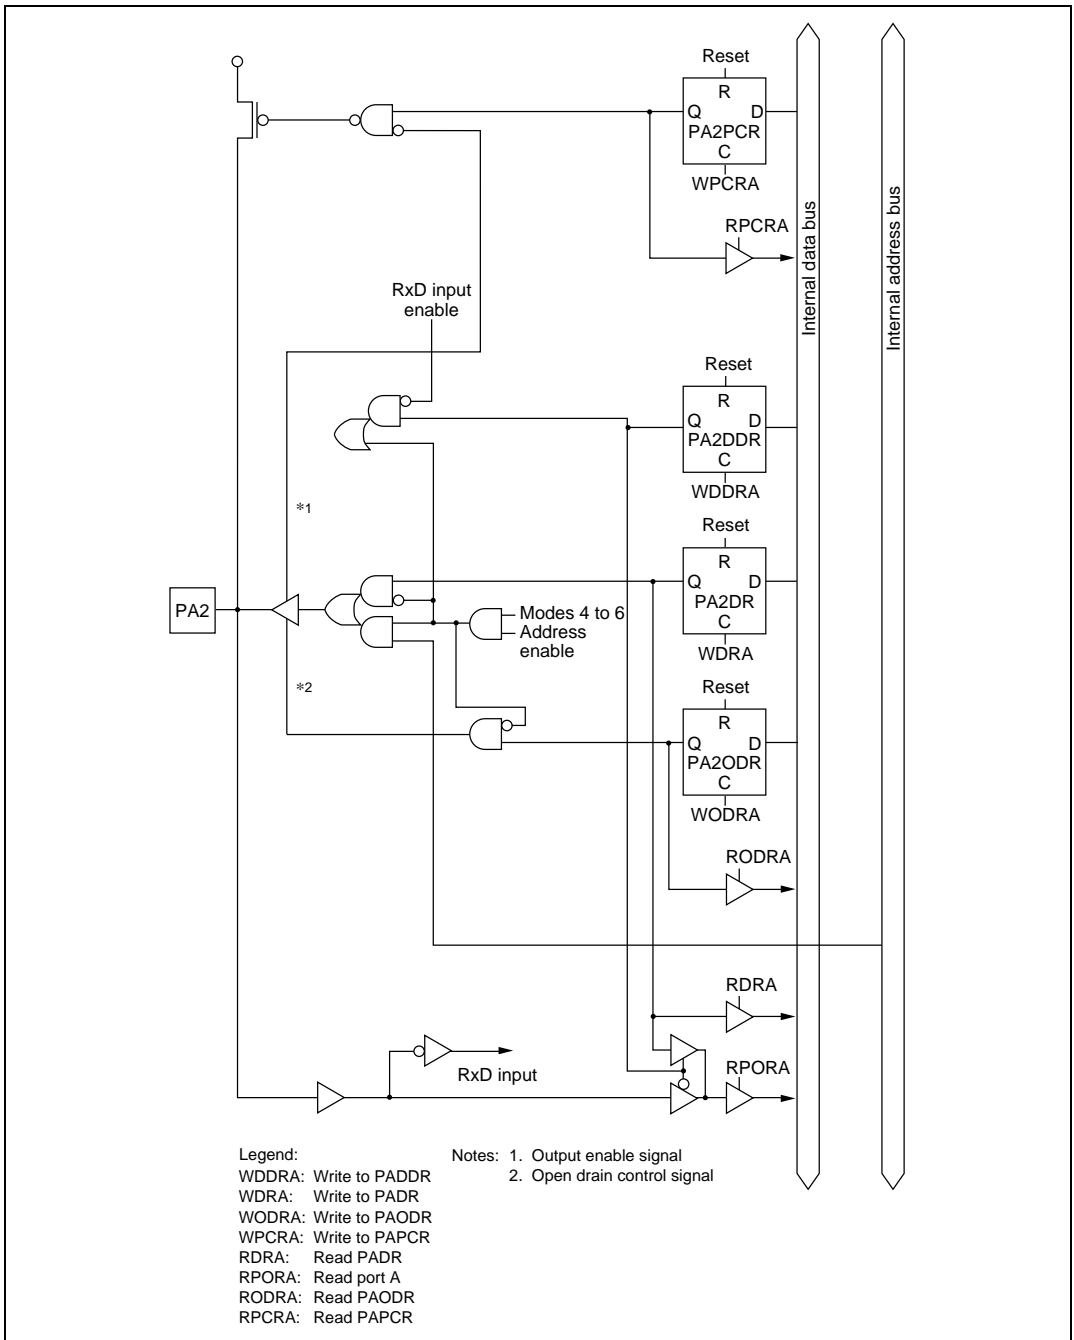 Reset
R
Q D
PA2PCR
C
WPCRA
RPCRA
Internal data bus
Internal address bus
RxD input
enable
Reset
R
Q D
PA2DDR
C
WDDRA
*1
Reset
R
Q D
PA2DR
C
WDRA
PA2
Modes 4 to 6
Address
enable
*2
Reset
R
Q D
PA2ODR
C
WODRA
RODRA
RDRA
RxD input
RPORA
Legend:
WDDRA: Write to PADDR
WDRA: Write to PADR
WODRA: Write to PAODR
WPCRA: Write to PAPCR
RDRA: Read PADR
RPORA: Read port A
RODRA: Read PAODR
RPCRA: Read PAPCR
Notes: 1. Output enable signal
2. Open drain control signal